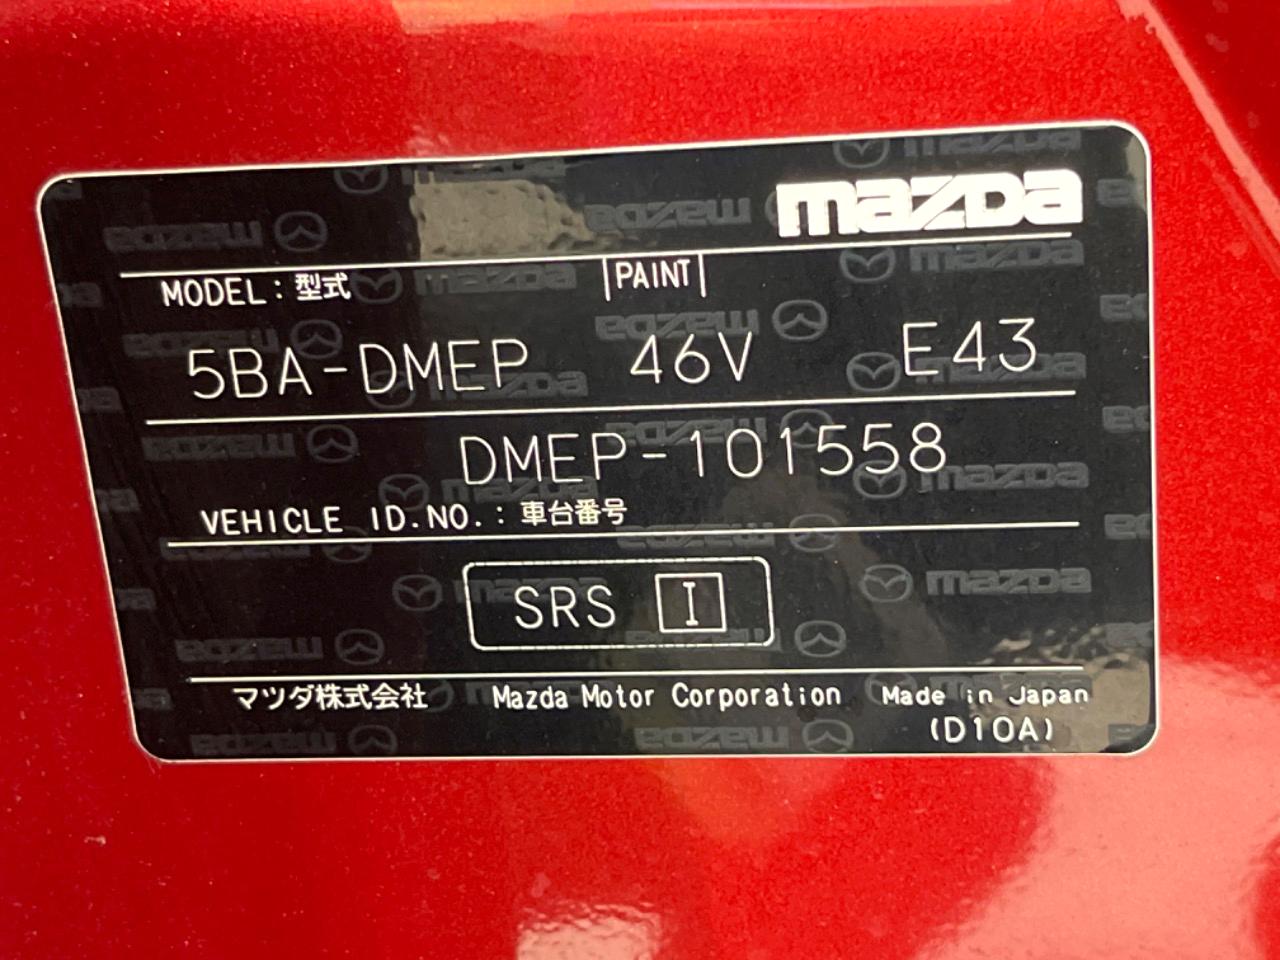 mazda
MODEL: 型式 PAINT
5BA-DMEP 46V E43
DMEP-101558
VEHICLE ID.NO.: 車台番号
SRS I
マツダ株式会社 Mazda Motor Corporation Made in Japan
(D10A)